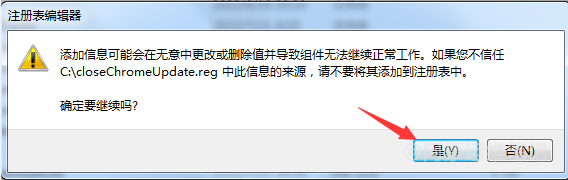 注册表编辑器
添加信息可能会在无意中更改或删除值并导致组件无法继续正常工作。如果您不信任
C:\closeChromeUpdate.reg 中此信息的来源，请不要将其添加到注册表中。
确定要继续吗?
是(Y)
否(N)